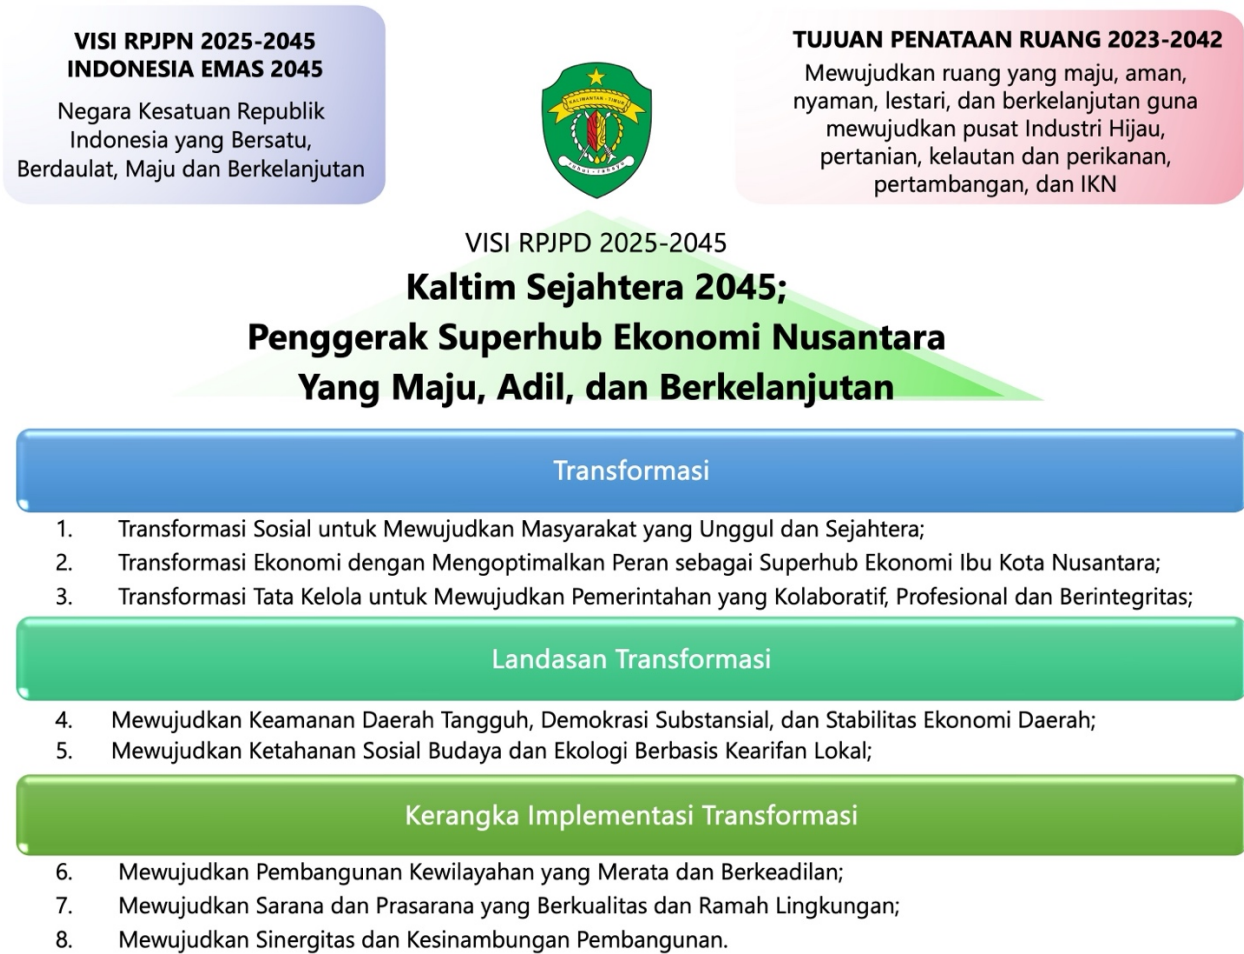 VISI RPJPN 2025-2045
INDONESIA EMAS 2045
Negara Kesatuan Republik
Indonesia yang Bersatu,
Berdaulat, Maju dan Berkelanjutan
KALIMANTAN-TIMUR
TUJUAN PENATAAN RUANG 2023-2042
Mewujudkan ruang yang maju, aman,
nyaman, lestari, dan berkelanjutan guna
mewujudkan pusat Industri Hijau,
pertanian, kelautan dan perikanan,
pertambangan, dan IKN
VISI RPJPD 2025-2045
Kaltim Sejahtera 2045;
Penggerak Superhub Ekonomi Nusantara
Yang Maju, Adil, dan Berkelanjutan
Transformasi
1. Transformasi Sosial untuk Mewujudkan Masyarakat yang Unggul dan Sejahtera;
2. Transformasi Ekonomi dengan Mengoptimalkan Peran sebagai Superhub Ekonomi Ibu Kota Nusantara;
3. Transformasi Tata Kelola untuk Mewujudkan Pemerintahan yang Kolaboratif, Profesional dan Berintegritas;
Landasan Transformasi
4. Mewujudkan Keamanan Daerah Tangguh, Demokrasi Substansial, dan Stabilitas Ekonomi Daerah;
5. Mewujudkan Ketahanan Sosial Budaya dan Ekologi Berbasis Kearifan Lokal;
Kerangka Implementasi Transformasi
6. Mewujudkan Pembangunan Kewilayahan yang Merata dan Berkeadilan;
7. Mewujudkan Sarana dan Prasarana yang Berkualitas dan Ramah Lingkungan;
8. Mewujudkan Sinergitas dan Kesinambungan Pembangunan.